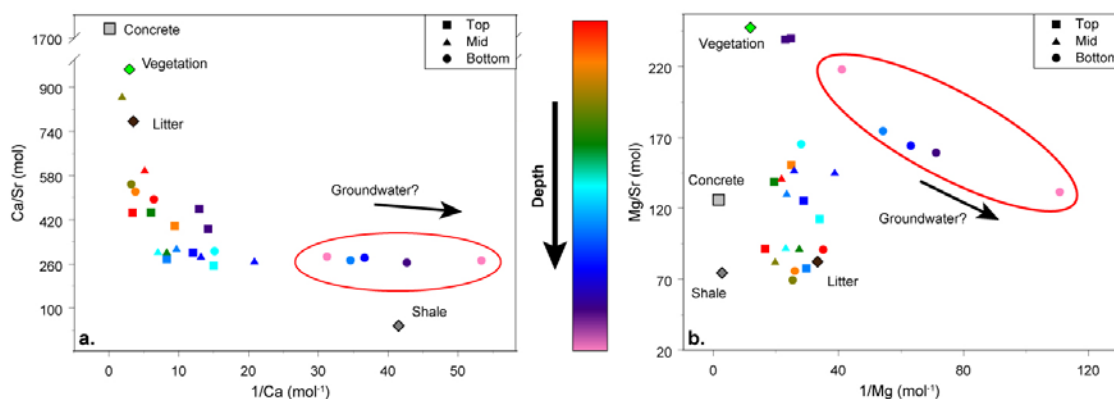 Concrete
1700
Vegetation
900
Litter
740
580
420
260
100
Ca/Sr (mol)
Top
Mid
Bottom
Groundwater?
Shale
a.
0
10
20
30
40
50
1/Ca (mol⁻¹)
Depth
Vegetation
Top
Mid
Bottom
220
170
120
70
20
Mg/Sr (mol)
Concrete
Groundwater?
Shale
Litter
b.
0
40
80
120
1/Mg (mol⁻¹)